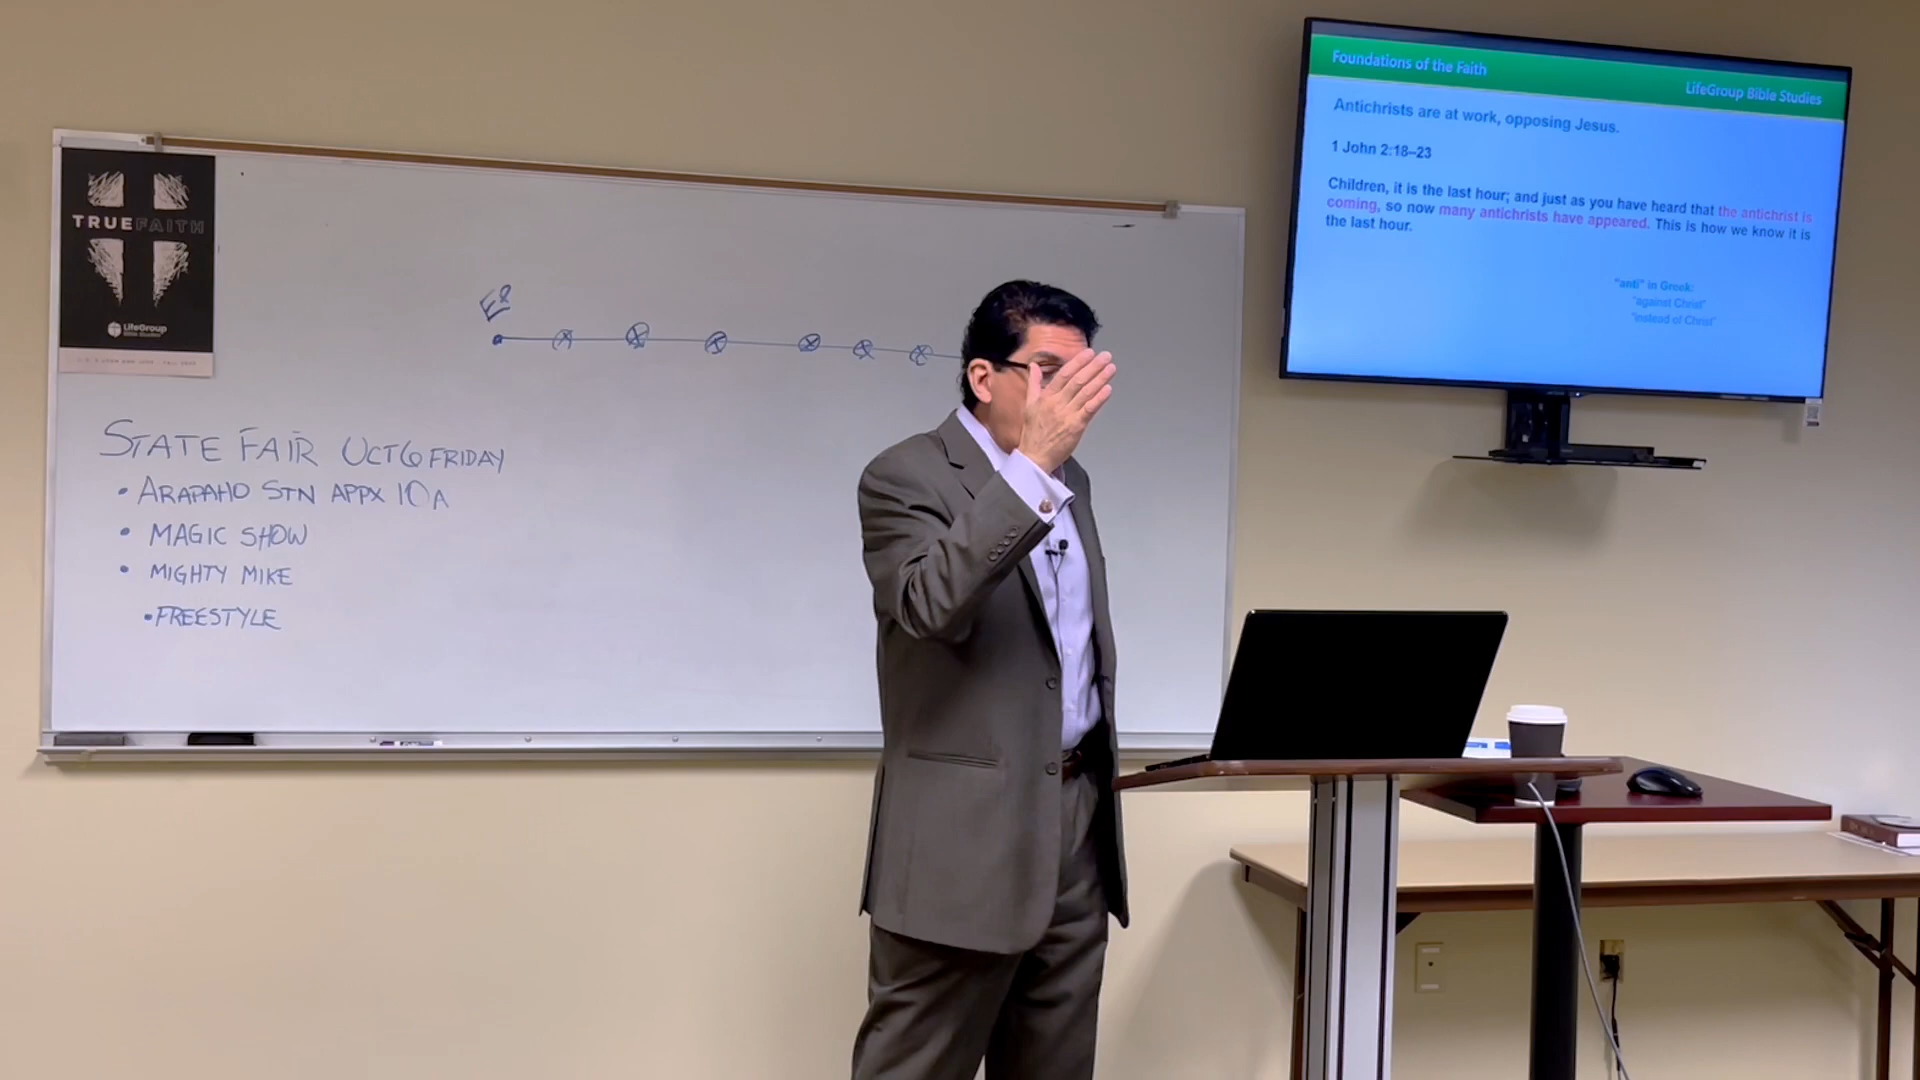 TRUEFAITH
LifeGroup
Bible Studies
STATE FAIR OCT 6 FRIDAY
• ARAPAHO STN APPX 10A
• MAGIC SHOW
• MIGHTY MIKE
• FREESTYLE
Foundations of the Faith
LifeGroup Bible Studies
Antichrists are at work, opposing Jesus.
1 John 2:18–23
Children, it is the last hour; and just as you have heard that the antichrist is
coming, so now many antichrists have appeared. This is how we know it is
the last hour.
"anti" in Greek:
"against Christ"
"instead of Christ"